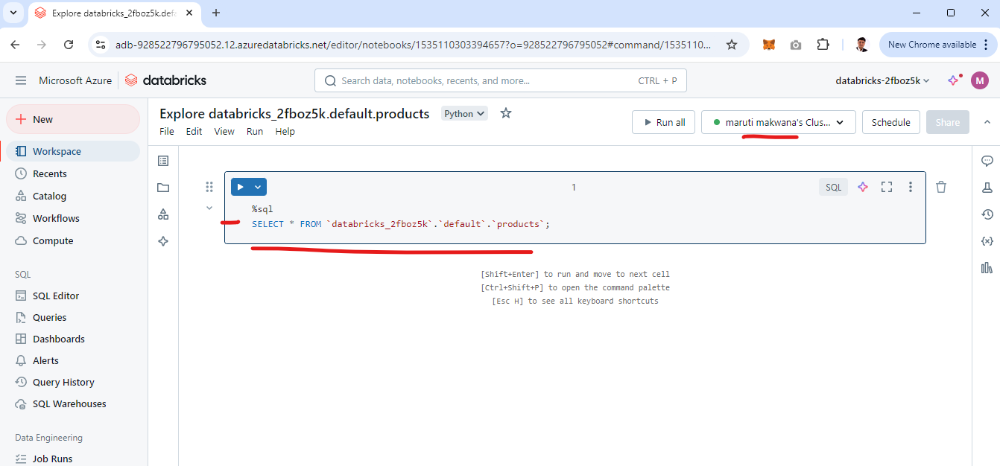 Explore databricks_2fboz5k.defa
adb-928522796795052.12.azuredatabricks.net/editor/notebooks/1535110303394657?o=928522796795052#command/1535110...
New Chrome available
Microsoft Azure
databricks
Search data, notebooks, recents, and more...
CTRL + P
databricks-2fboz5k
M
New
Workspace
Recents
Catalog
Workflows
Compute
SQL
SQL Editor
Queries
Dashboards
Alerts
Query History
SQL Warehouses
Data Engineering
Job Runs
Explore databricks_2fboz5k.default.products
Python
File Edit View Run Help
Run all
maruti makwana's Clus...
Schedule
Share
1
SQL
%sql
SELECT * FROM `databricks_2fboz5k`.`default`.`products`;
[Shift+Enter] to run and move to next cell
[Ctrl+Shift+P] to open the command palette
[Esc H] to see all keyboard shortcuts